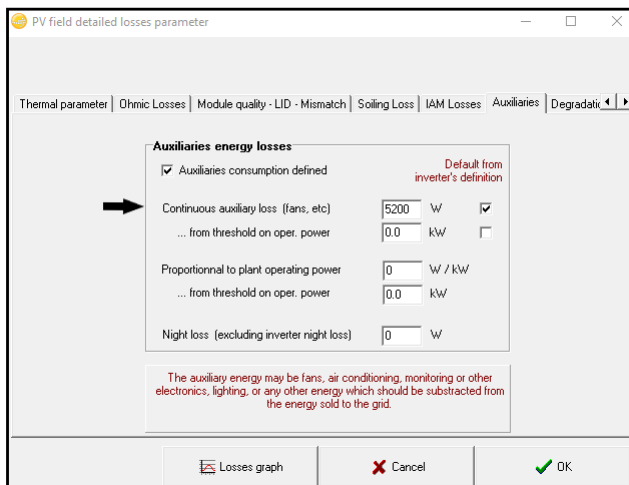 PV field detailed losses parameter
Thermal parameter Ohmic Losses Module quality - LID - Mismatch Soiling Loss IAM Losses Auxiliaries Degradatic
Auxiliaries energy losses
Auxiliaries consumption defined
Default from
inverter's definition
Continuous auxiliary loss (fans, etc) 5200 W
... from threshold on oper. power 0.0 kW
Proportionnal to plant operating power 0 W / kW
... from threshold on oper. power 0.0 kW
Night loss (excluding inverter night loss) 0 W
The auxiliary energy may be fans, air conditioning, monitoring or other
electronics, lighting, or any other energy which should be substracted from
the energy sold to the grid.
Losses graph Cancel OK